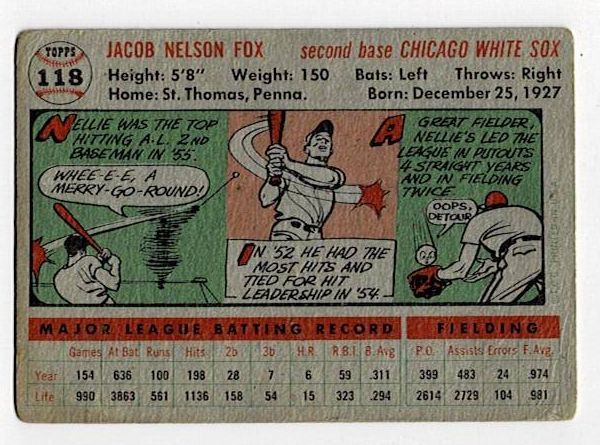 TOPPS
118
JACOB NELSON FOX second base CHICAGO WHITE SOX
Height: 5'8" Weight: 150 Bats: Left Throws: Right
Home: St. Thomas, Penna. Born: December 25, 1927
NELLIE WAS THE TOP
HITTING A.L. 2ND
BASEMAN IN '55.
WHEE-E-E, A
MERRY-GO-ROUND!
IN '52 HE HAD THE
MOST HITS AND
TIED FOR HIT
LEADERSHIP IN '54.
A GREAT FIELDER,
NELLIE'S LED THE
LEAGUE IN PUTOUTS
4 STRAIGHT YEARS
AND IN FIELDING
TWICE.
OOPS,
DETOUR
MAJOR LEAGUE BATTING RECORD FIELDING
Games At Bat Runs Hits 2b 3b H.R. R.B.I. B. Avg P.O. Assists Errors F. Avg.
Year 154 636 100 198 28 7 6 59 .311 399 483 24 .974
Life 990 3863 561 1136 158 54 15 323 .294 2614 2729 104 .981